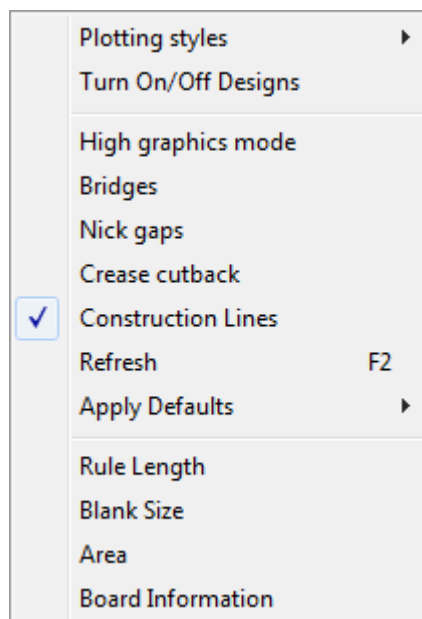 Plotting styles
Turn On/Off Designs
High graphics mode
Bridges
Nick gaps
Crease cutback
Construction Lines
Refresh F2
Apply Defaults
Rule Length
Blank Size
Area
Board Information